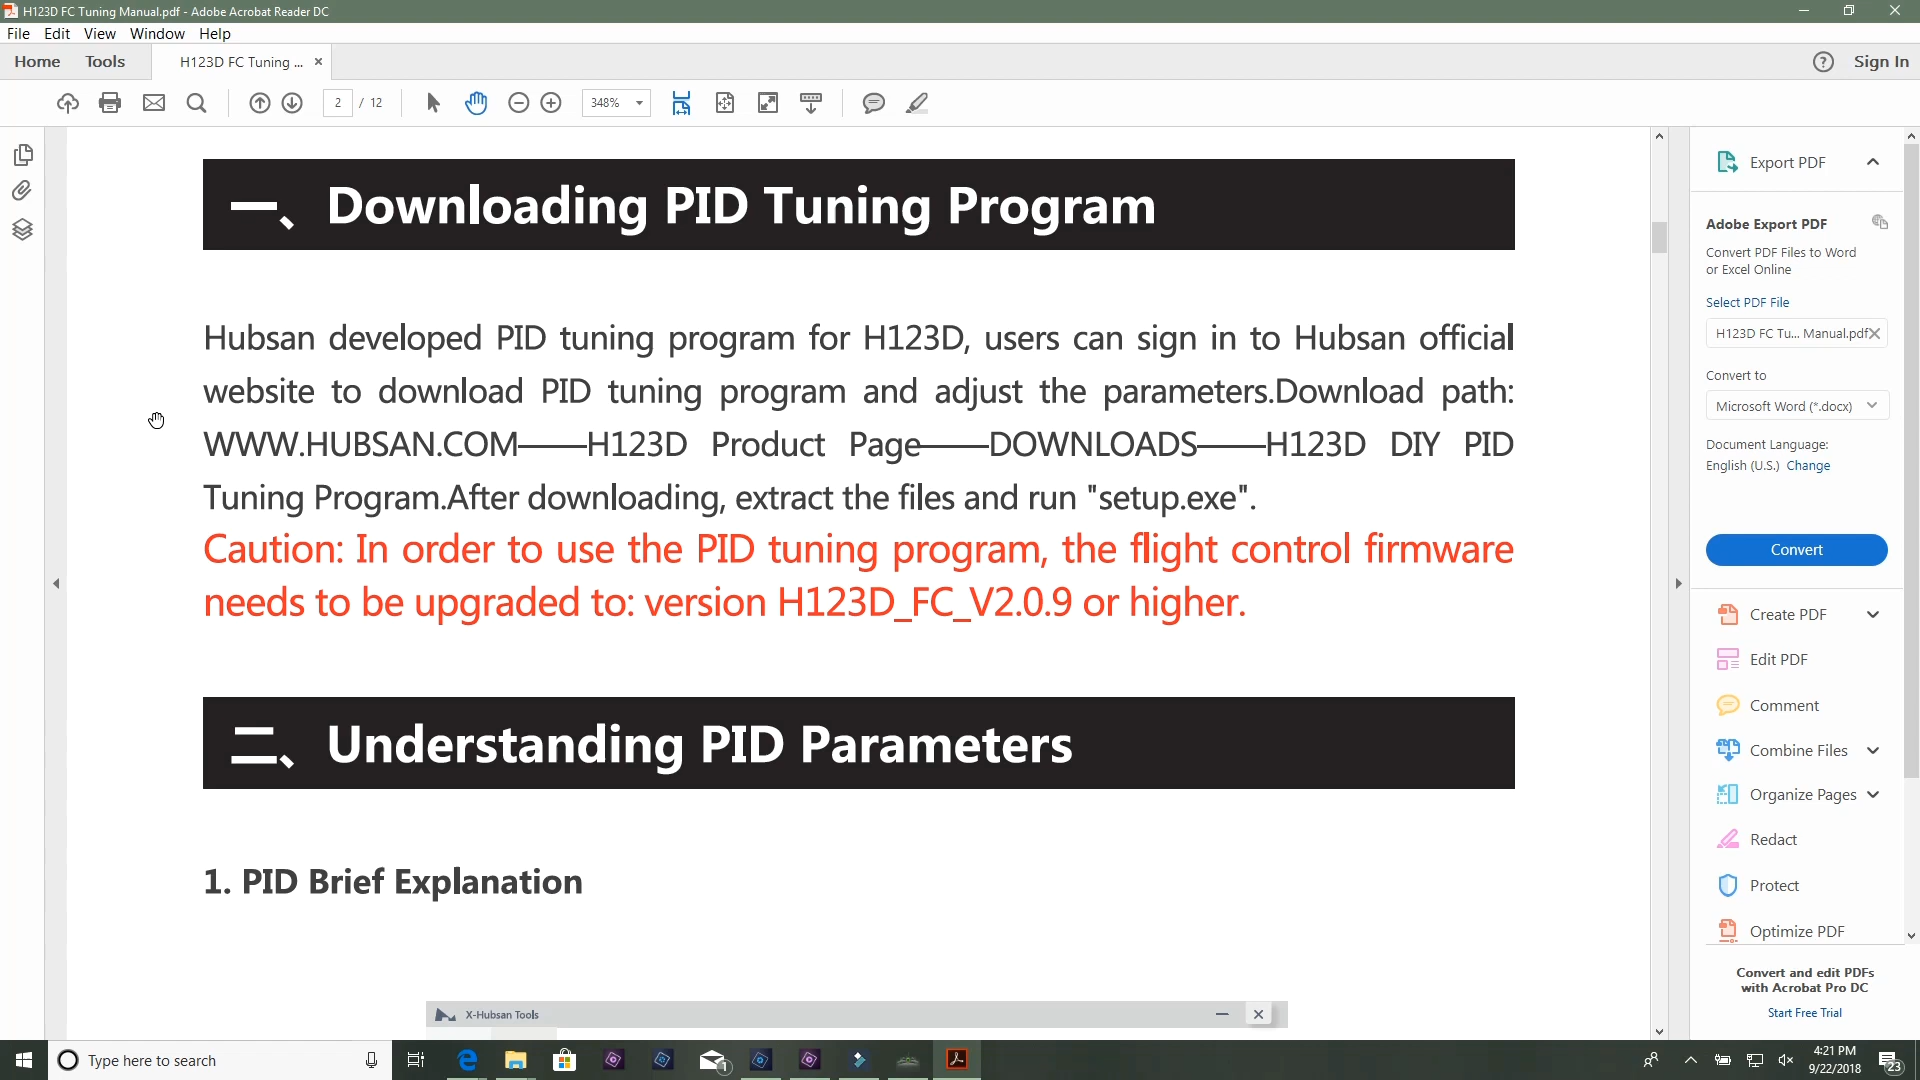 H123D FC Tuning Manual.pdf - Adobe Acrobat Reader DC
File Edit View Window Help
Home Tools H123D FC Tuning ... × ? Sign In
2 / 12 348%
一、 Downloading PID Tuning Program
Hubsan developed PID tuning program for H123D, users can sign in to Hubsan official
website to download PID tuning program and adjust the parameters.Download path:
WWW.HUBSAN.COM——H123D Product Page——DOWNLOADS——H123D DIY PID
Tuning Program.After downloading, extract the files and run "setup.exe".
Caution: In order to use the PID tuning program, the flight control firmware
needs to be upgraded to: version H123D_FC_V2.0.9 or higher.
二、 Understanding PID Parameters
1. PID Brief Explanation
X-Hubsan Tools
Export PDF
Adobe Export PDF
Convert PDF Files to Word
or Excel Online
Select PDF File
H123D FC Tu... Manual.pdf
Convert to
Microsoft Word (*.docx)
Document Language:
English (U.S.) Change
Convert
Create PDF
Edit PDF
Comment
Combine Files
Organize Pages
Redact
Protect
Optimize PDF
Convert and edit PDFs
with Acrobat Pro DC
Start Free Trial
Type here to search
1
4:21 PM
9/22/2018
23